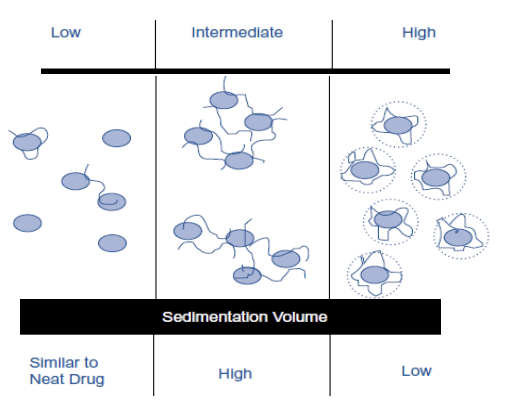 Low
Intermediate
High
Sedimentation Volume
Similar to
Neat Drug
High
Low